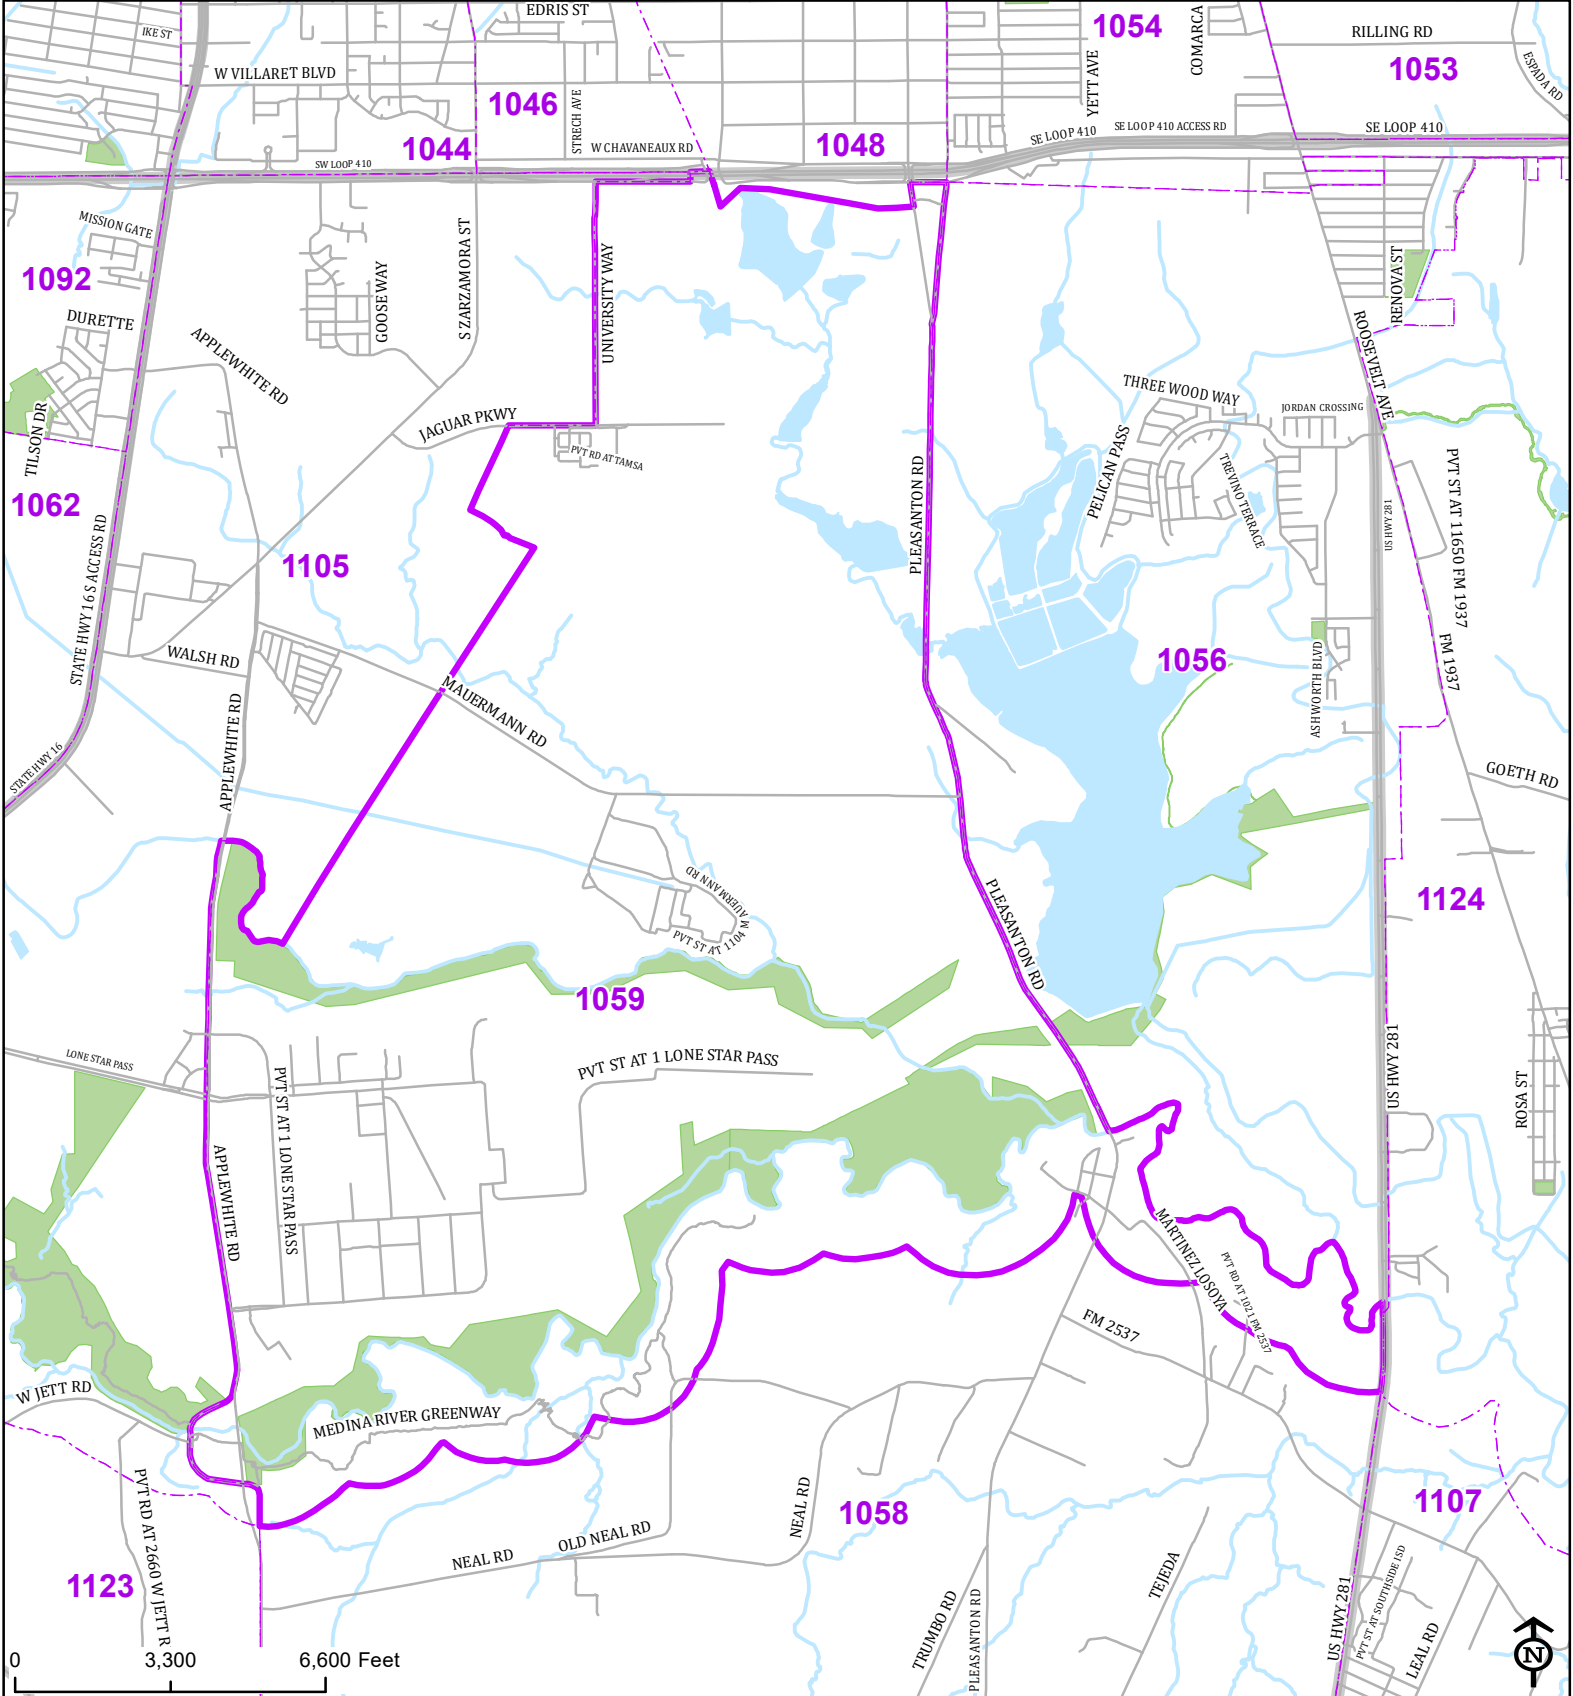 EDRIS ST
1054
COMARCA
RILLING RD
IKE ST
W VILLARET BLVD
1053
ESPADA RD
1046
STRECH AVE
YETT AVE
1044
W CHAVANEAUX RD
1048
SE LOOP 410
SE LOOP 410 ACCESS RD
SE LOOP 410
SW LOOP 410
MISSION GATE
1092
GOOSE WAY
S ZARZAMORA ST
UNIVERSITY WAY
RENOVA ST
DURETTE
APPLEWHITE RD
ROOSEVELT AVE
THREE WOOD WAY
JORDAN CROSSING
TILSON DR
JAGUAR PKWY
PVT RD AT TAMSA
PELICAN PASS
TREVINO TERRACE
PLEASANTON RD
1062
US HWY 281
PVT ST AT 11650 FM 1937
STATE HWY 16 S ACCESS RD
1105
WALSH RD
1056
FM 1937
ASHWORTH BLVD
MAUERMANN RD
APPLEWHITE RD
STATE HWY 16
GOETH RD
MAUERMANN RD
PVT ST AT 1104 M
PLEASANTON RD
1124
1059
LONE STAR PASS
PVT ST AT 1 LONE STAR PASS
US HWY 281
ROSA ST
PVT ST AT 1 LONE STAR PASS
APPLEWHITE RD
MARTINEZ LOSOYA
PVT RD AT 1021 FM 2537
FM 2537
W JETT RD
MEDINA RIVER GREENWAY
PVT RD AT 2660 W JETT R
NEAL RD
1058
1107
OLD NEAL RD
NEAL RD
1123
TRUMBO RD
PLEASANTON RD
TEJEDA
US HWY 281
PVT ST AT SOUTHSIDE ISD
LEAL RD
0 3,300 6,600 Feet
N